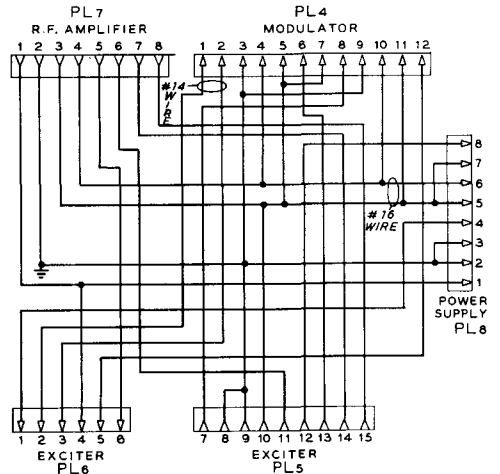 PL7
R.F. AMPLIFIER
1 2 3 4 5 6 7 8
PL4
MODULATOR
1 2 3 4 5 6 7 8 9 10 11 12
#14
WIRE
8
7
6
5
4
3
2
1
#16
WIRE
POWER
SUPPLY
PL8
1 2 3 4 5 6
EXCITER
PL6
7 8 9 10 11 12 13 14 15
EXCITER
PL5